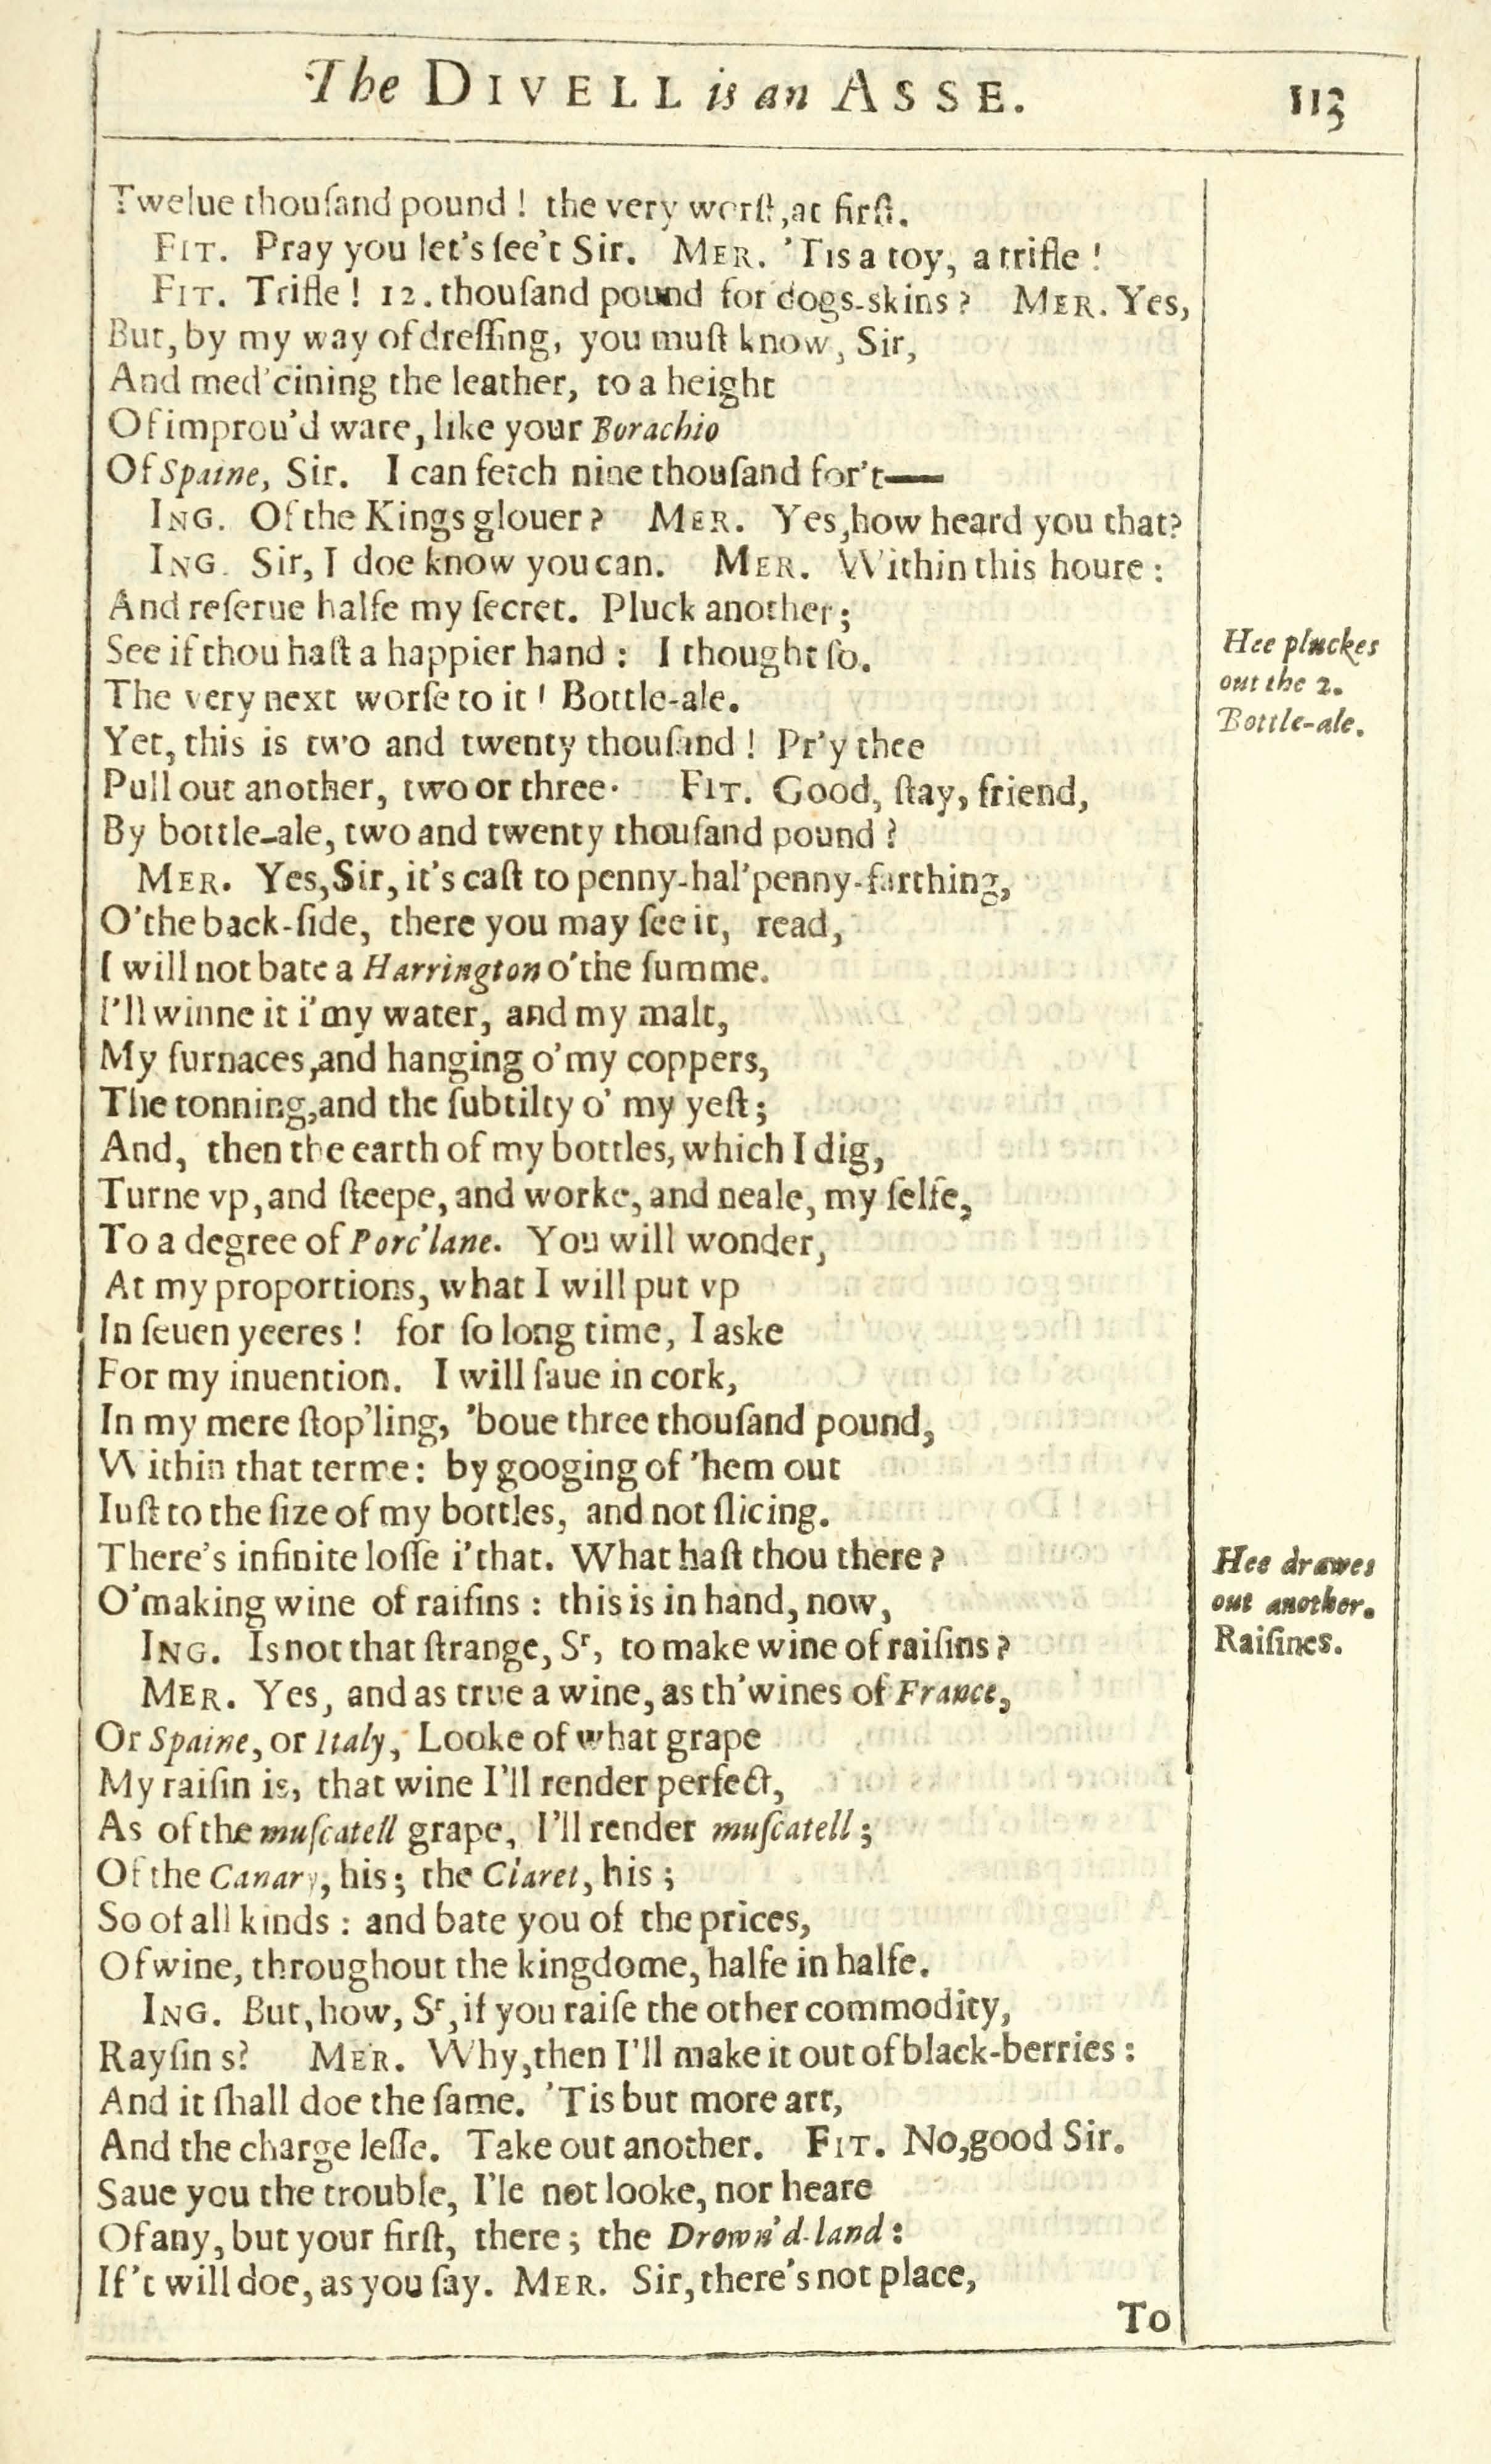 The DIVELL is an ASSE. 113
Twelue thouſand pound ! the very worſt, at firſt.
FIT. Pray you let's ſee't Sir. MER. 'Tis a toy, a trifle !
FIT. Trifle ! 12. thouſand pound for dogs-skins ? MER. Yes,
But, by my way of dreſſing, you muſt know, Sir,
And med'cining the leather, to a height
Of improu'd ware, like your Borachio
Of Spaine, Sir. I can fetch nine thouſand for't——
ING. Of the Kings glouer ? MER. Yes, how heard you that?
ING. Sir, I doe know you can. MER. Within this houre :
And reſerue halfe my ſecret. Pluck another ;
See if thou haſt a happier hand : I thought ſo.
Hee pluckes
out the 2.
Bottle-ale.
The very next worſe to it ! Bottle-ale.
Yet, this is two and twenty thouſand ! Pr'y thee
Pull out another, two or three. FIT. Good, ſtay, friend,
By bottle-ale, two and twenty thouſand pound ?
MER. Yes, Sir, it's caſt to penny-hal'penny-farthing,
O'the back-ſide, there you may ſee it, read,
I will not bate a Harrington o'the ſumme.
I'll winne it i'my water, and my malt,
My furnaces, and hanging o'my coppers,
The tonning, and the ſubtilty o' my yeſt ;
And, then the earth of my bottles, which I dig,
Turne vp, and ſteepe, and worke, and neale, my ſelfe,
To a degree of Porc'lane. You will wonder,
At my proportions, what I will put vp
In ſeuen yeeres ! for ſo long time, I aske
For my inuention. I will ſaue in cork,
In my mere ſtop'ling, 'boue three thouſand pound,
Within that terme : by googing of 'hem out
Iuſt to the ſize of my bottles, and not ſlicing.
There's infinite loſſe i'that. What haſt thou there ?
Hee drawes
out another.
Raiſines.
O'making wine of raiſins : this is in hand, now,
ING. Is not that ſtrange, Sr, to make wine of raiſins ?
MER. Yes, and as true a wine, as th'wines of France,
Or Spaine, or Italy, Looke of what grape
My raiſin is, that wine I'll render perfect,
As of the muſcatell grape, I'll render muſcatell ;
Of the Canary, his ; the Claret, his ;
So of all kinds : and bate you of the prices,
Of wine, throughout the kingdome, halfe in halfe.
ING. But, how, Sr, if you raiſe the other commodity,
Rayſins? MER. Why, then I'll make it out of black-berries :
And it ſhall doe the ſame. 'Tis but more art,
And the charge leſſe. Take out another. FIT. No, good Sir.
Saue you the trouble, I'le not looke, nor heare
Of any, but your firſt, there ; the Drown'd-land :
If 't will doe, as you ſay. MER. Sir, there's not place,
To